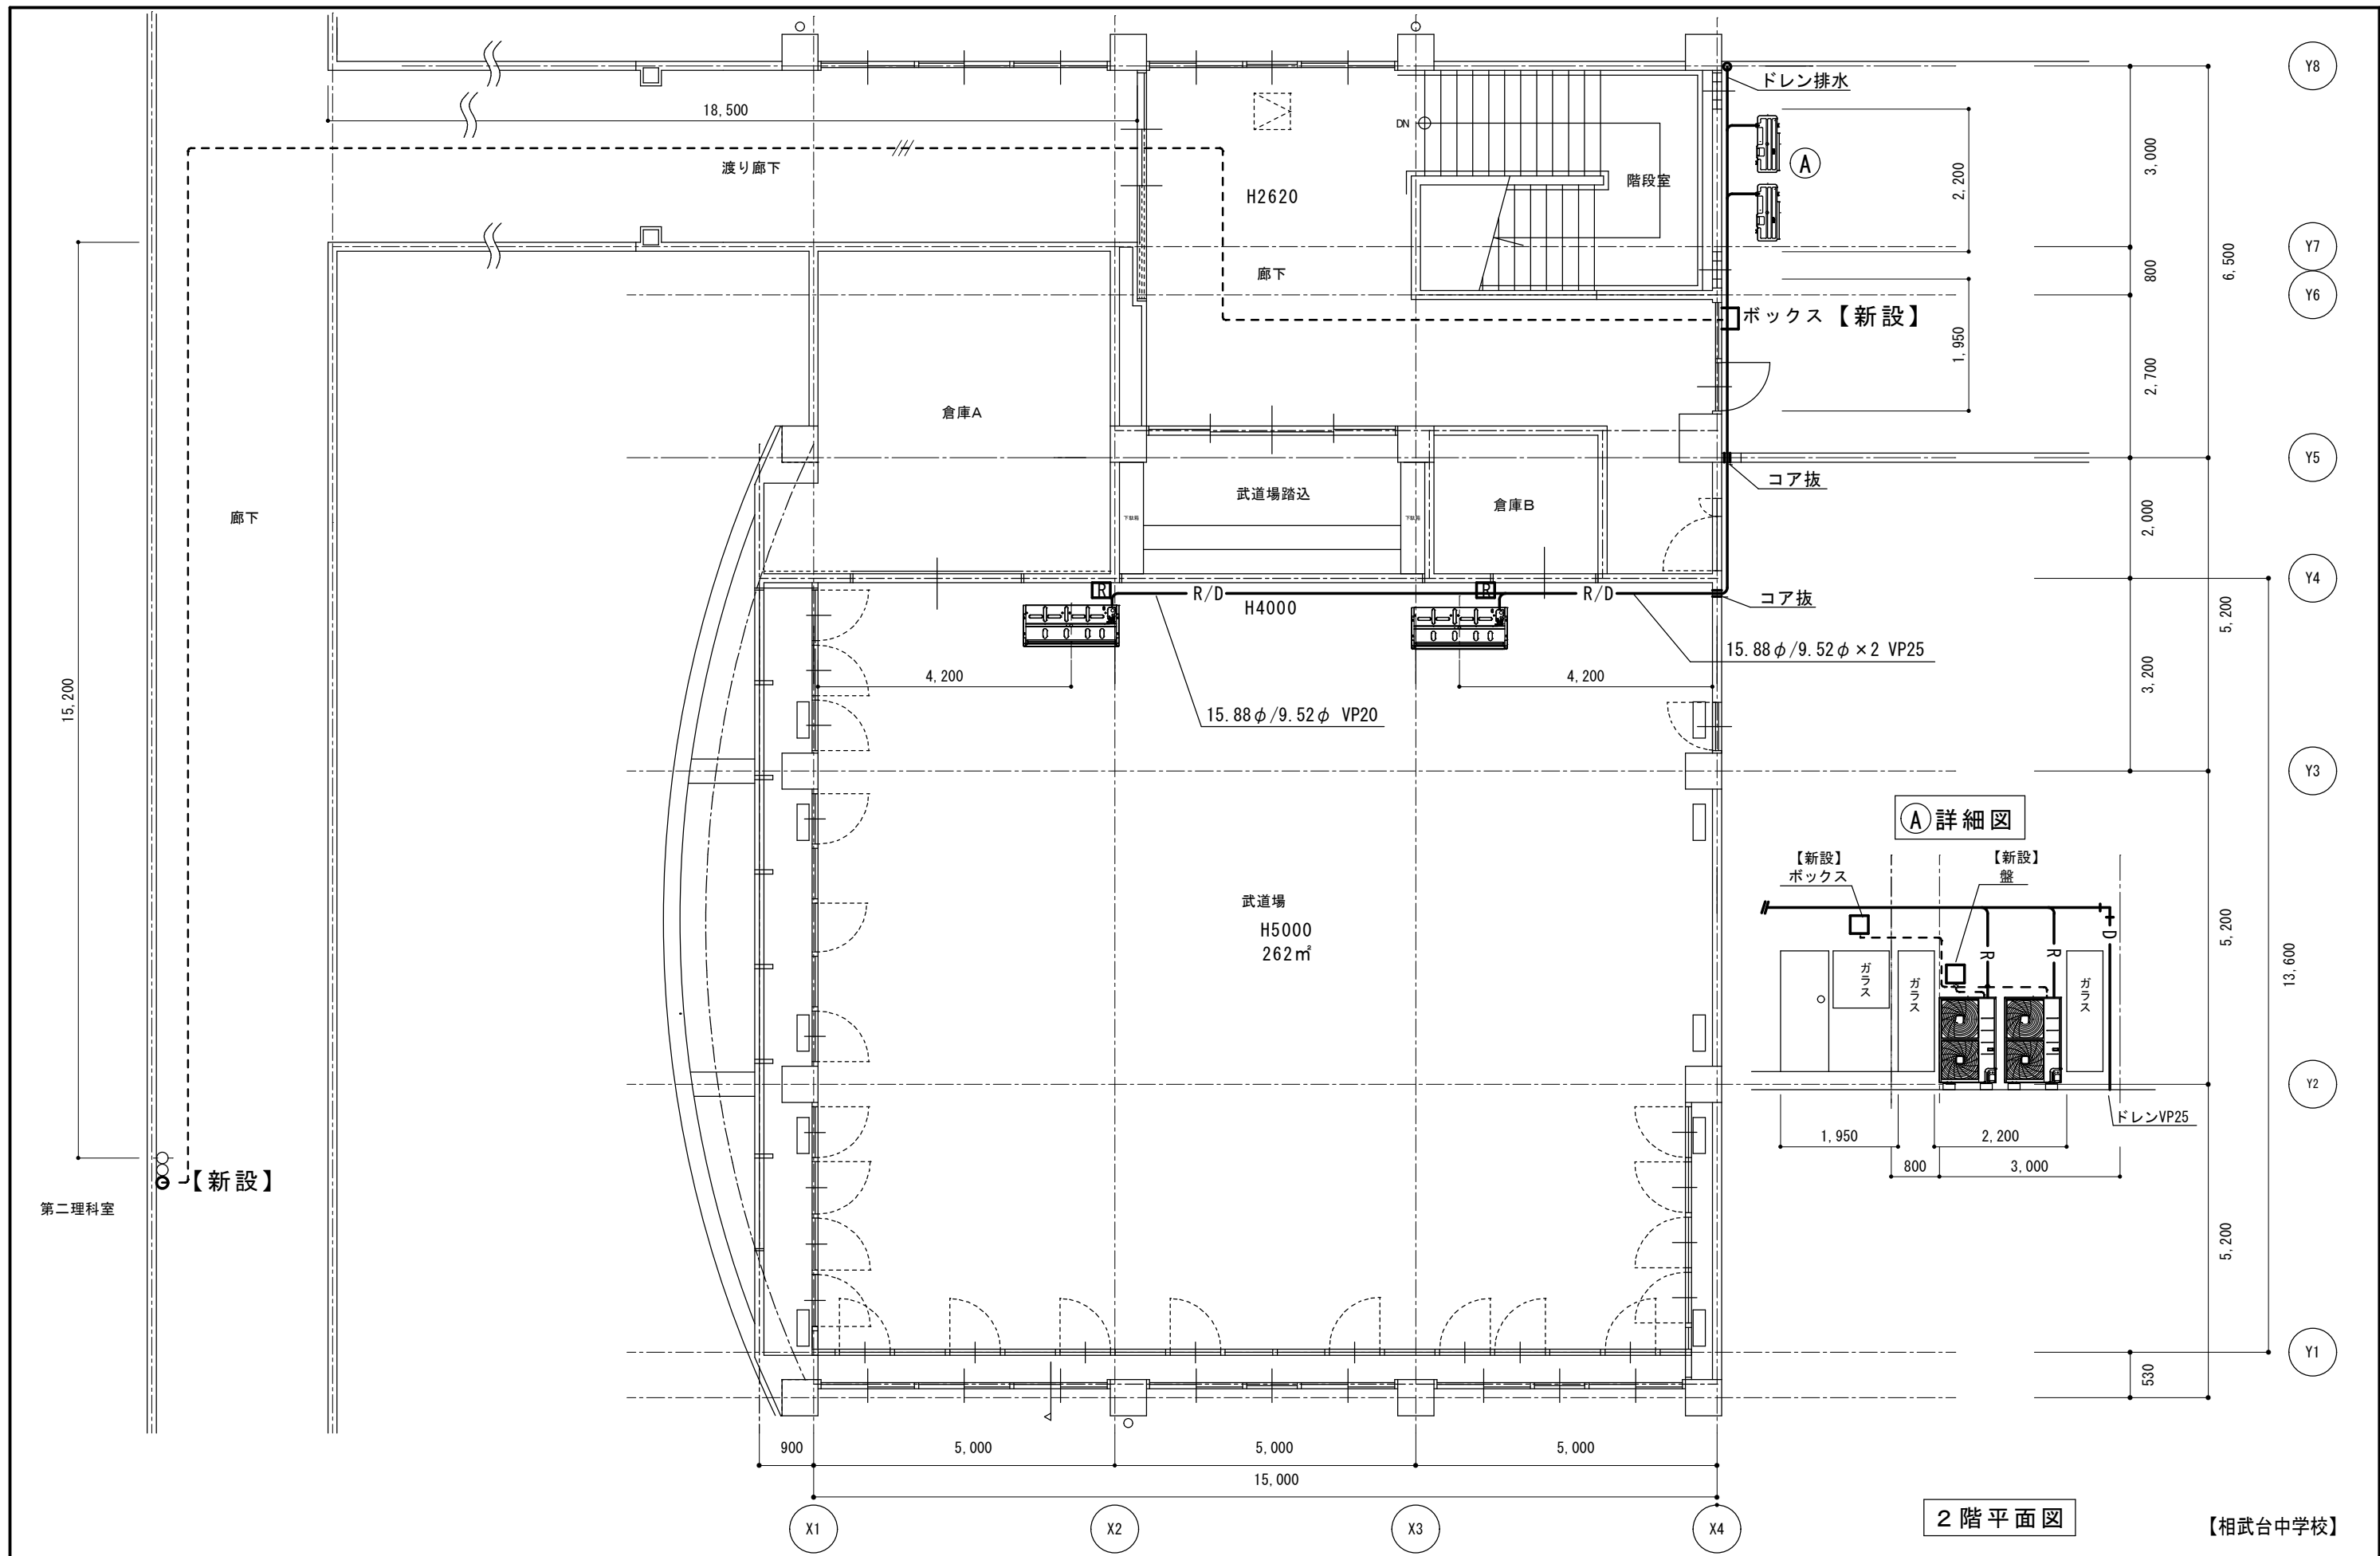 Y8
ドレン排水
18,500
DN
3,000
渡り廊下
A
階段室
2,200
H2620
Y7
6,500
廊下
800
Y6
ボックス【新設】
1,950
2,700
倉庫A
Y5
コア抜
武道場踏込
倉庫B
下駄箱
下駄箱
廊下
2,000
Y4
R
R/D
H4000
R
R/D
コア抜
5,200
15.88φ/9.52φ×2 VP25
4,200
4,200
3,200
15,200
15.88φ/9.52φ VP20
Y3
A詳細図
【新設】
ボックス
【新設】
盤
武道場
H5000
262㎡
5,200
13,600
D
R
R
ガラス
ガラス
ガラス
Y2
ドレンVP25
1,950
2,200
800
3,000
【新設】
第二理科室
5,200
Y1
530
900
5,000
5,000
5,000
15,000
X1
X2
X3
X4
2階平面図
【相武台中学校】